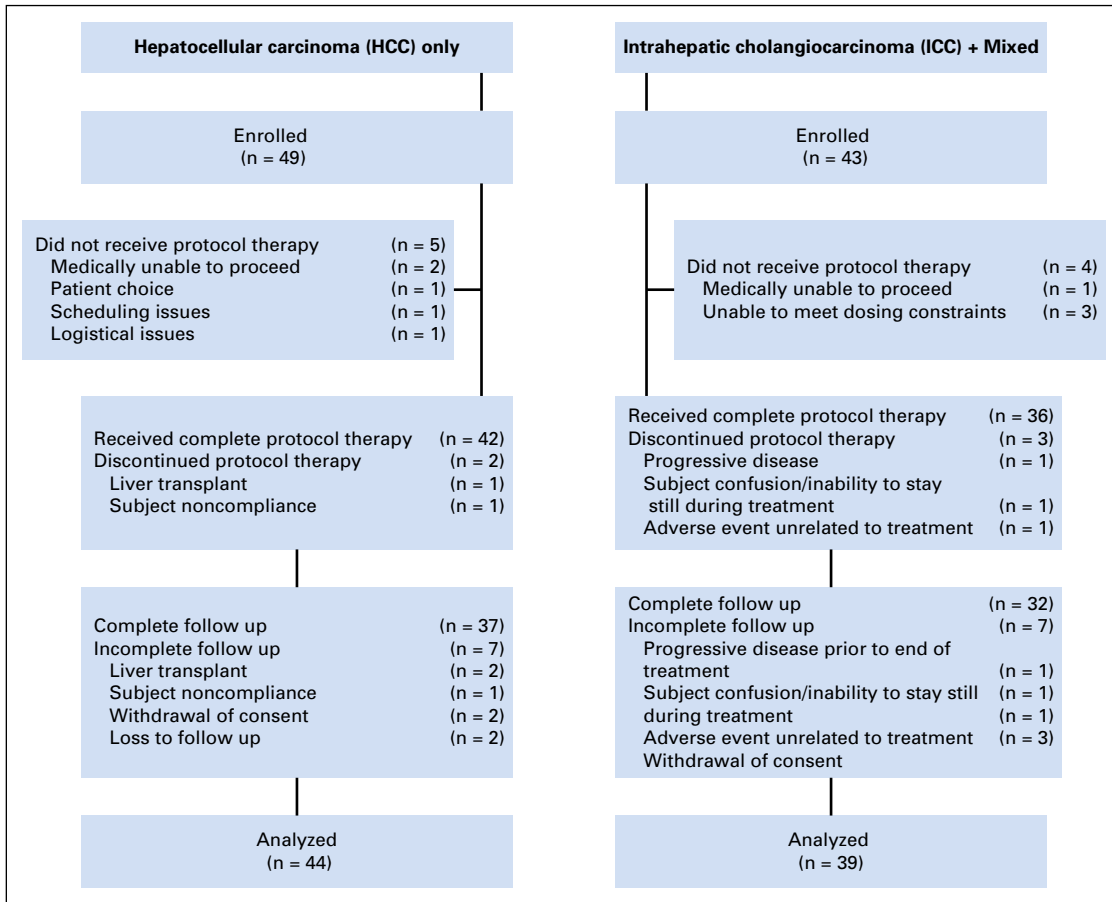 Hepatocellular carcinoma (HCC) only
Enrolled
(n = 49)
Did not receive protocol therapy (n = 5)
Medically unable to proceed (n = 2)
Patient choice (n = 1)
Scheduling issues (n = 1)
Logistical issues (n = 1)
Received complete protocol therapy (n = 42)
Discontinued protocol therapy (n = 2)
Liver transplant (n = 1)
Subject noncompliance (n = 1)
Complete follow up (n = 37)
Incomplete follow up (n = 7)
Liver transplant (n = 2)
Subject noncompliance (n = 1)
Withdrawal of consent (n = 2)
Loss to follow up (n = 2)
Analyzed
(n = 44)
Intrahepatic cholangiocarcinoma (ICC) + Mixed
Enrolled
(n = 43)
Did not receive protocol therapy (n = 4)
Medically unable to proceed (n = 1)
Unable to meet dosing constraints (n = 3)
Received complete protocol therapy (n = 36)
Discontinued protocol therapy (n = 3)
Progressive disease (n = 1)
Subject confusion/inability to stay
still during treatment (n = 1)
Adverse event unrelated to treatment (n = 1)
Complete follow up (n = 32)
Incomplete follow up (n = 7)
Progressive disease prior to end of
treatment (n = 1)
Subject confusion/inability to stay still (n = 1)
during treatment (n = 1)
Adverse event unrelated to treatment (n = 3)
Withdrawal of consent
Analyzed
(n = 39)